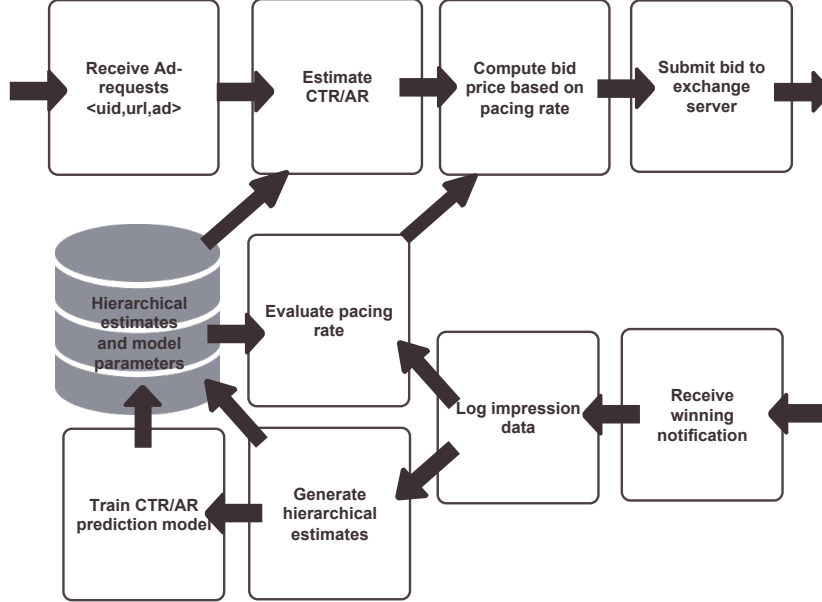 Receive Ad-
requests
<uid,url,ad>
Estimate
CTR/AR
Compute bid
price based on
pacing rate
Submit bid to
exchange
server
Hierarchical
estimates
and model
parameters
Evaluate pacing
rate
Log impression
data
Receive
winning
notification
Train CTR/AR
prediction model
Generate
hierarchical
estimates